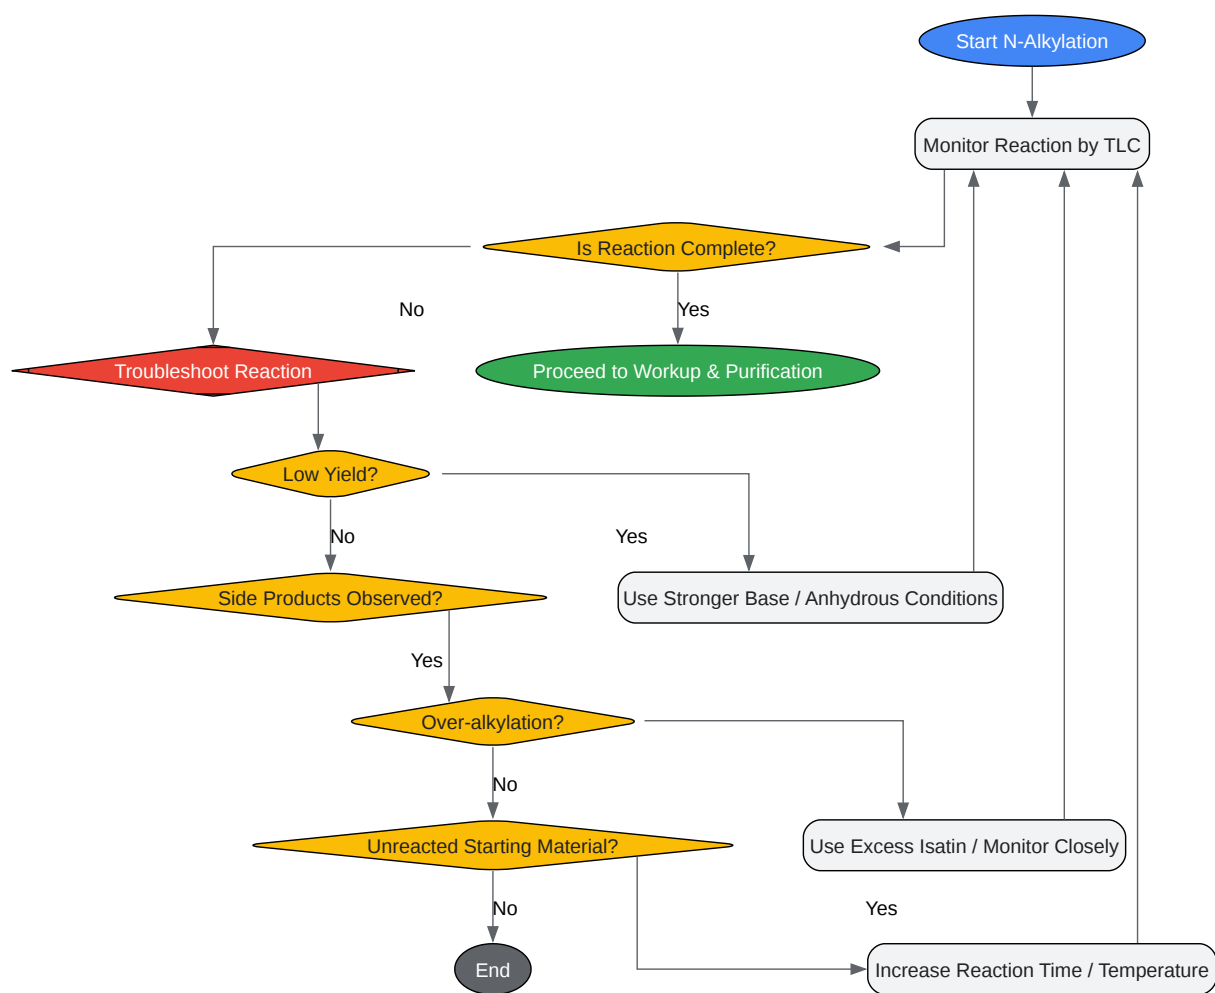 Start N-Alkylation
Monitor Reaction by TLC
Is Reaction Complete?
No
Yes
Troubleshoot Reaction
Proceed to Workup & Purification
Low Yield?
No
Yes
Side Products Observed?
Use Stronger Base / Anhydrous Conditions
Yes
Over-alkylation?
No
Unreacted Starting Material?
Use Excess Isatin / Monitor Closely
No
Yes
End
Increase Reaction Time / Temperature